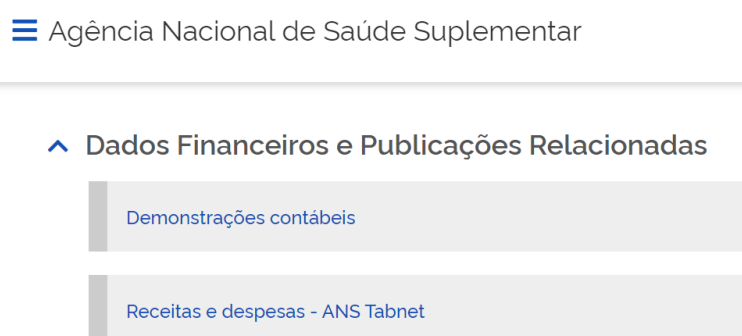 Agência Nacional de Saúde Suplementar
Dados Financeiros e Publicações Relacionadas
Demonstrações contábeis
Receitas e despesas - ANS Tabnet